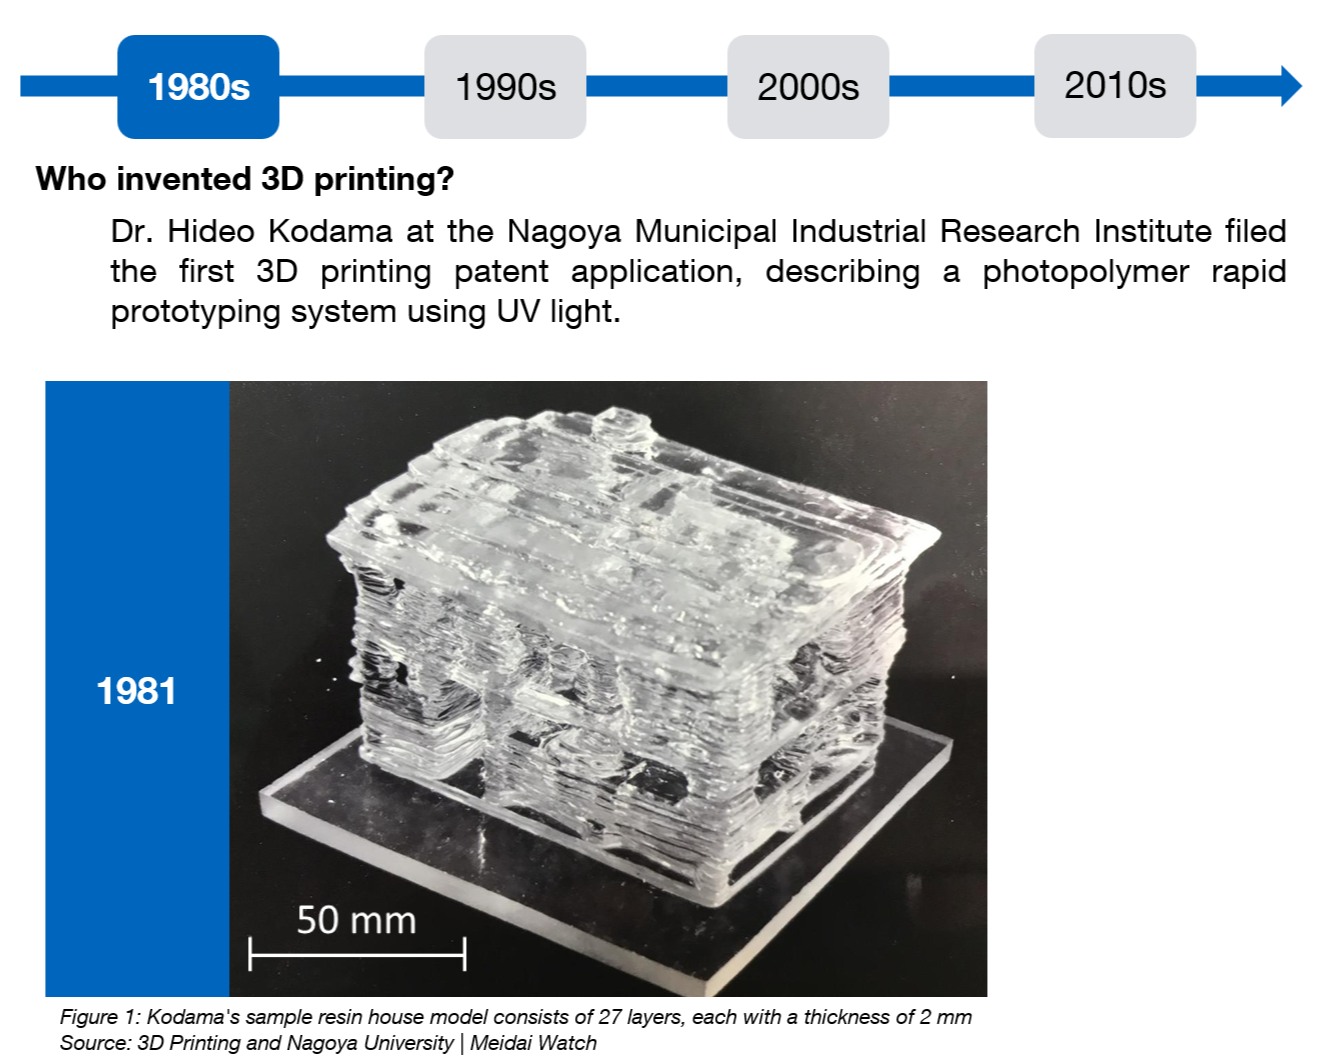 1980s
1990s
2000s
2010s
Who invented 3D printing?
Dr. Hideo Kodama at the Nagoya Municipal Industrial Research Institute filed
the first 3D printing patent application, describing a photopolymer rapid
prototyping system using UV light.
1981
50 mm
Figure 1: Kodama's sample resin house model consists of 27 layers, each with a thickness of 2 mm
Source: 3D Printing and Nagoya University | Meidai Watch